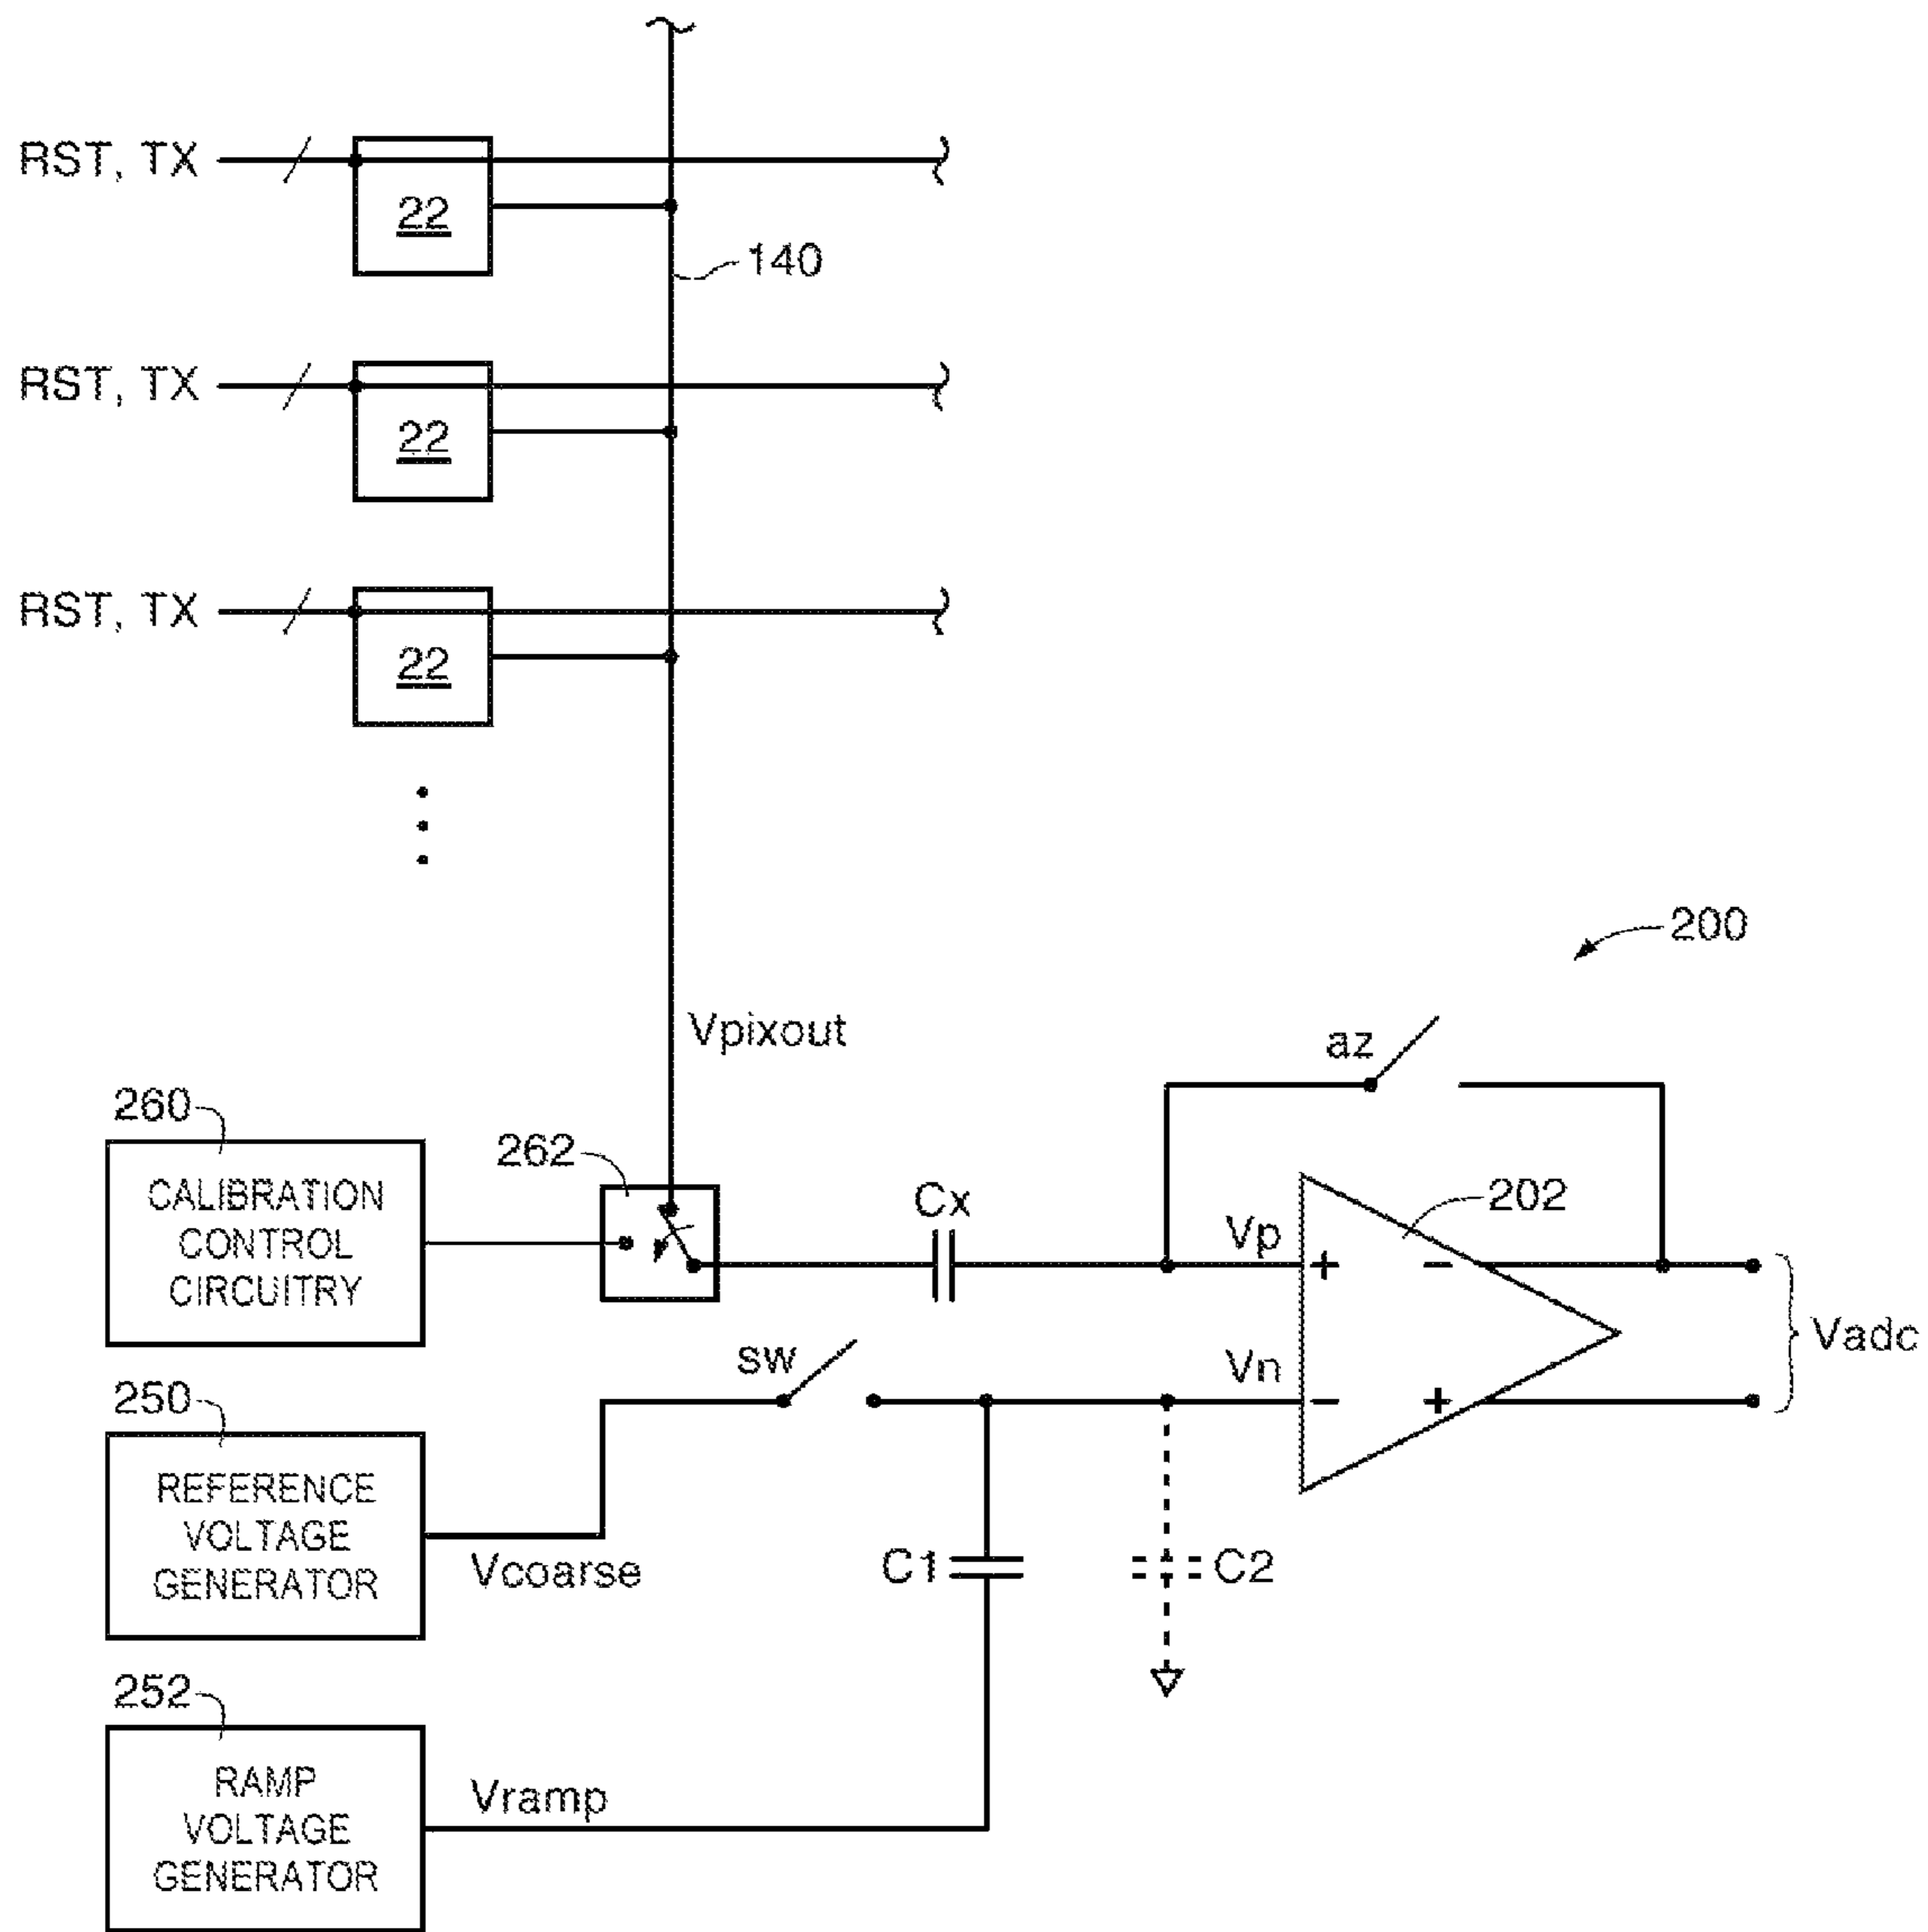 RST, TX
22
140
RST, TX
22
RST, TX
22
200
Vpixout
az
260
262
CALIBRATION
CONTROL
CIRCUITRY
Cx
Vp
+
−
202
Vadc
sw
Vn
−
+
250
REFERENCE
VOLTAGE
GENERATOR
Vcoarse
C1
C2
252
RAMP
VOLTAGE
GENERATOR
Vramp